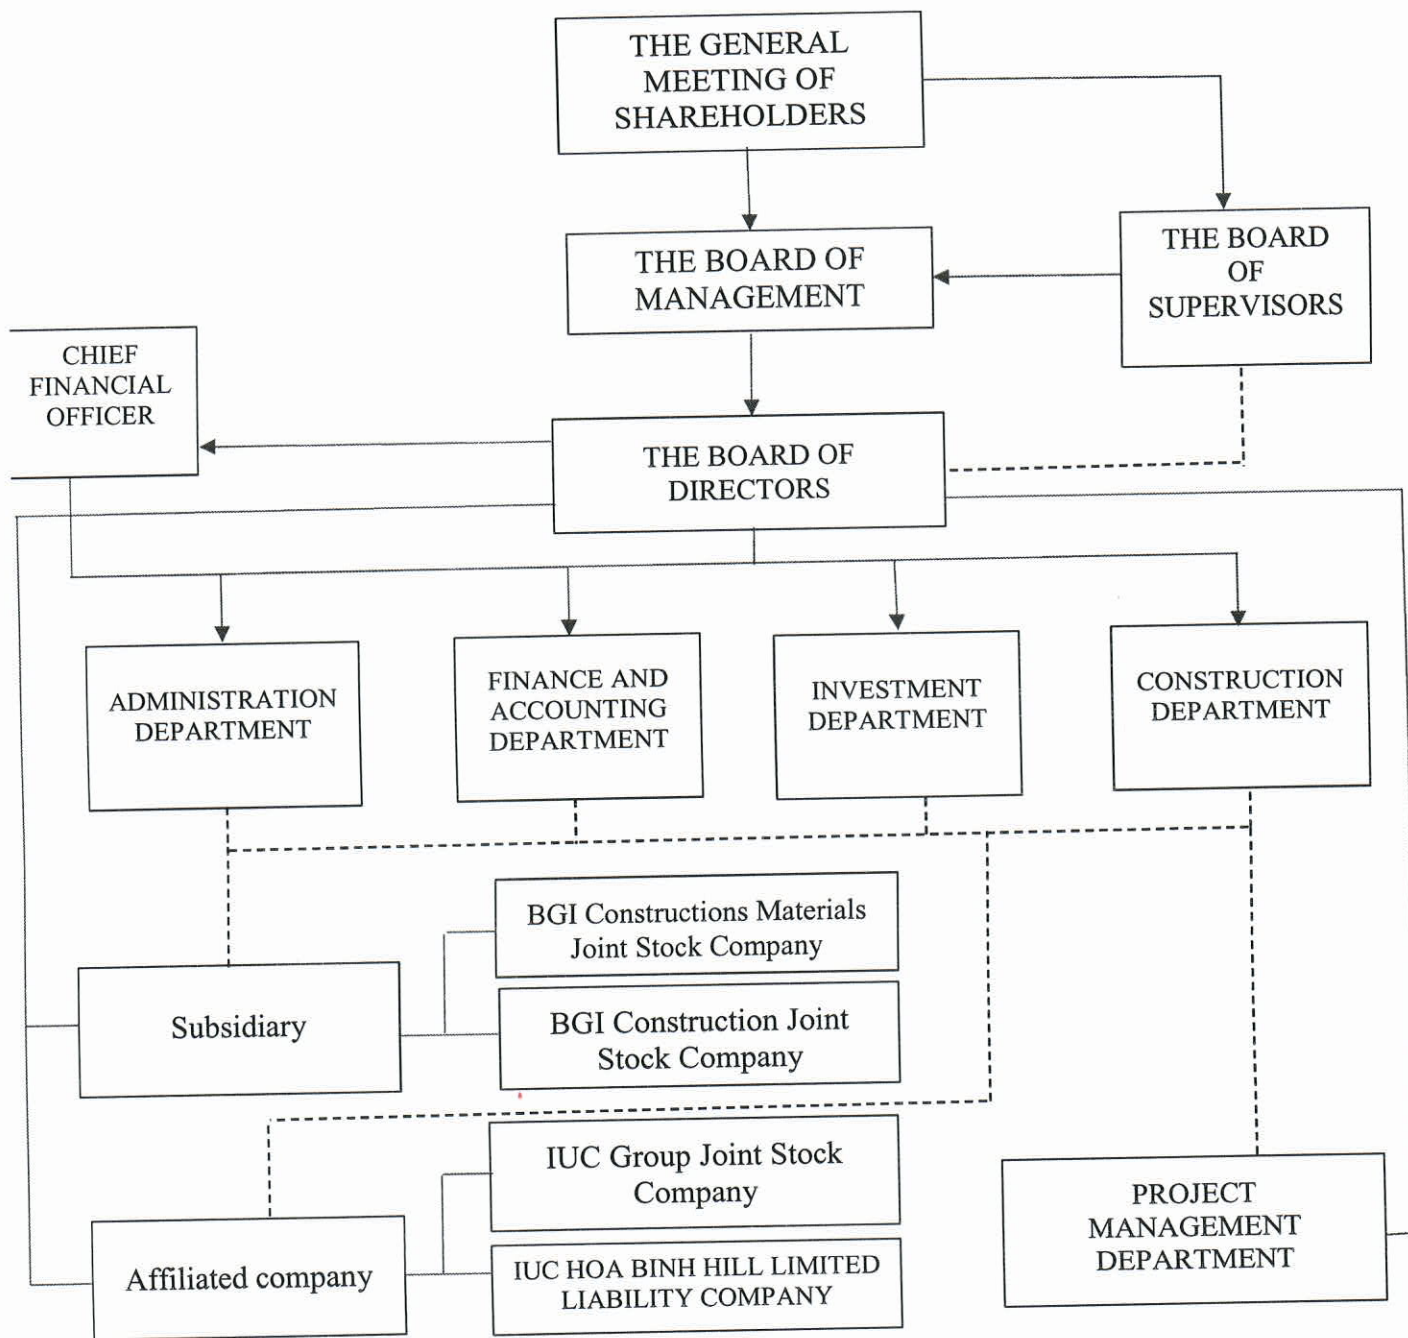 THE GENERAL
MEETING OF
SHAREHOLDERS
THE BOARD OF
MANAGEMENT
THE BOARD
OF
SUPERVISORS
CHIEF
FINANCIAL
OFFICER
THE BOARD OF
DIRECTORS
ADMINISTRATION
DEPARTMENT
FINANCE AND
ACCOUNTING
DEPARTMENT
INVESTMENT
DEPARTMENT
CONSTRUCTION
DEPARTMENT
BGI Constructions Materials
Joint Stock Company
Subsidiary
BGI Construction Joint
Stock Company
IUC Group Joint Stock
Company
PROJECT
MANAGEMENT
DEPARTMENT
Affiliated company
IUC HOA BINH HILL LIMITED
LIABILITY COMPANY